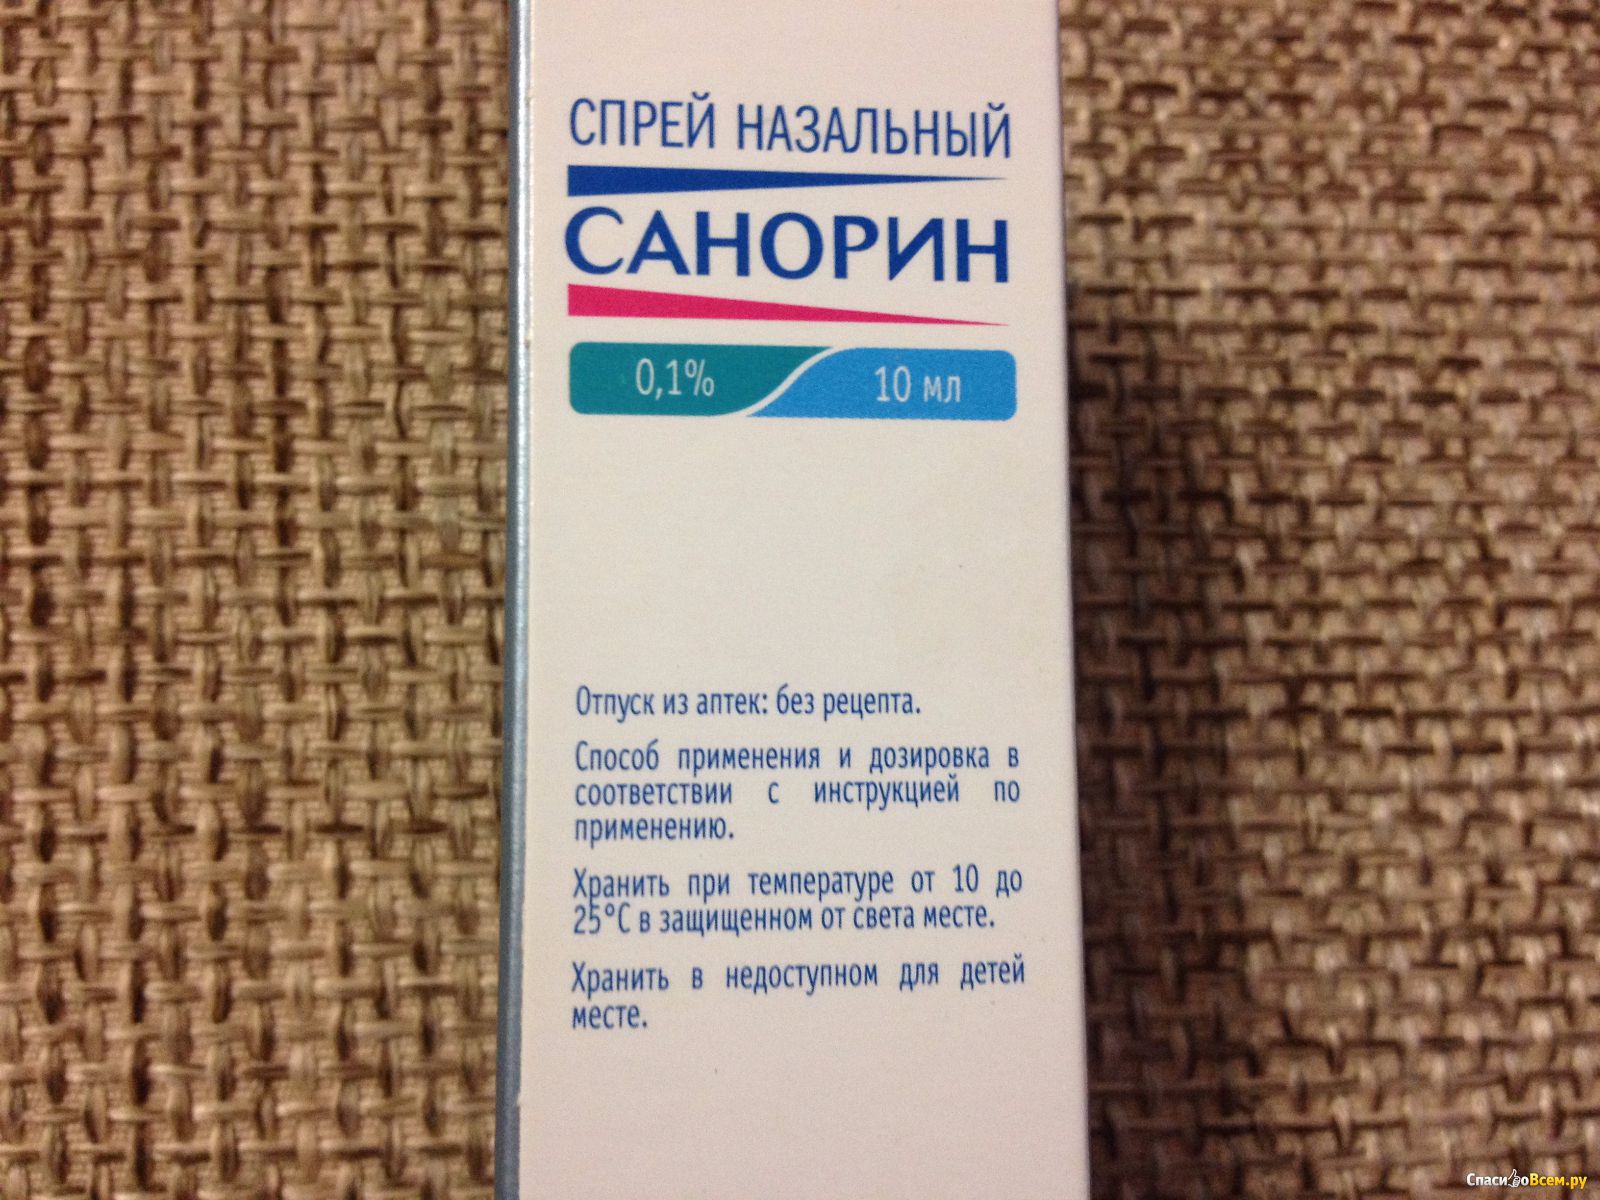 СПРЕЙ НАЗАЛЬНЫЙ
САНОРИН
0,1% 10 мл
Отпуск из аптек: без рецепта.
Способ применения и дозировка в
соответствии с инструкцией по
применению.
Хранить при температуре от 10 до
25°С в защищенном от света месте.
Хранить в недоступном для детей
месте.
СпасибоВсем.ру